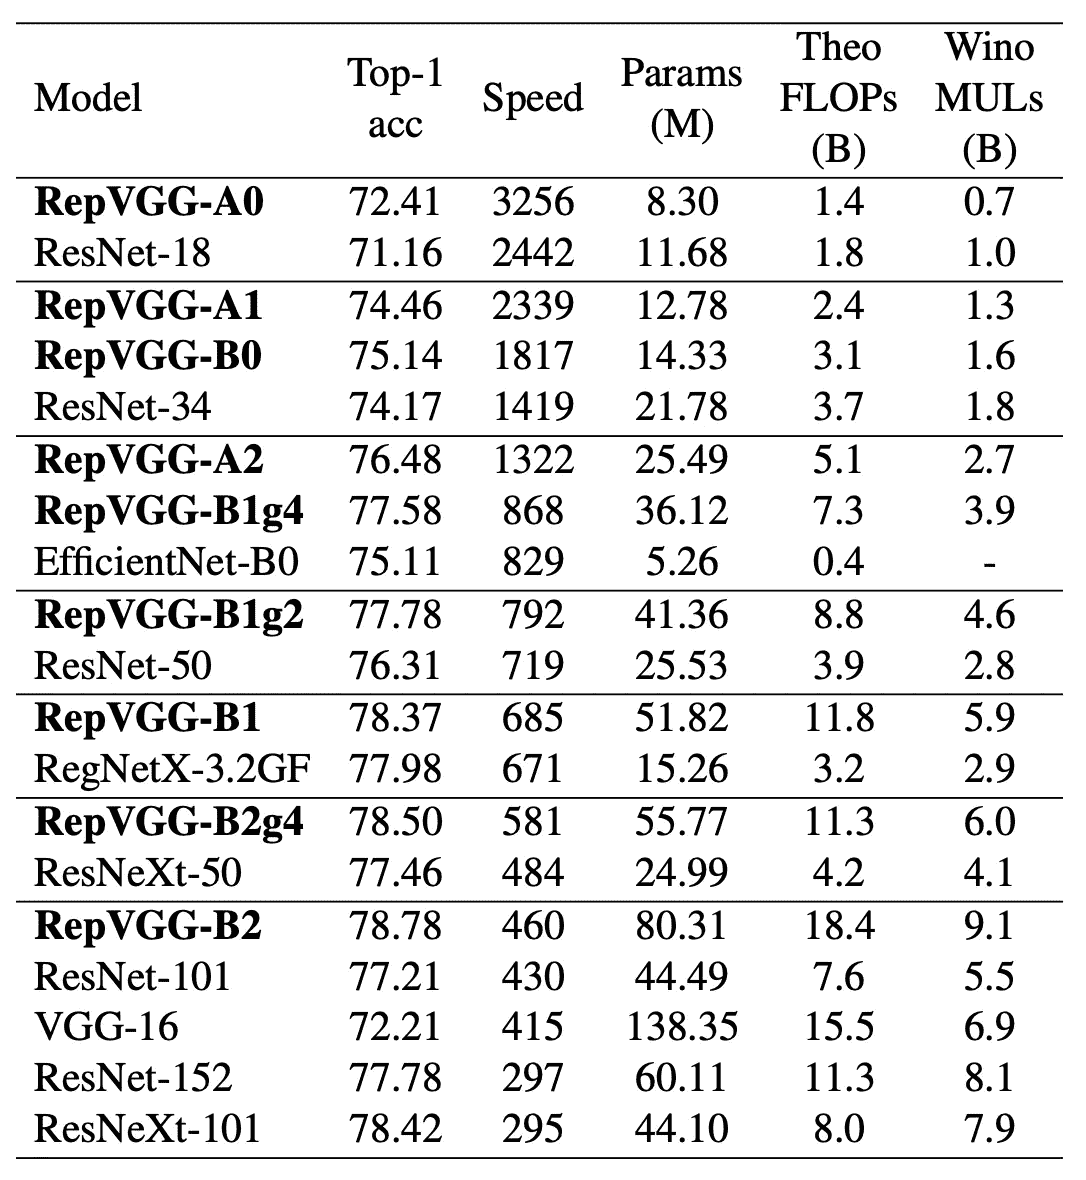 Model Top-1 acc Speed Params (M) Theo FLOPs (B) Wino MULs (B)
RepVGG-A0 72.41 3256 8.30 1.4 0.7
ResNet-18 71.16 2442 11.68 1.8 1.0
RepVGG-A1 74.46 2339 12.78 2.4 1.3
RepVGG-B0 75.14 1817 14.33 3.1 1.6
ResNet-34 74.17 1419 21.78 3.7 1.8
RepVGG-A2 76.48 1322 25.49 5.1 2.7
RepVGG-B1g4 77.58 868 36.12 7.3 3.9
EfficientNet-B0 75.11 829 5.26 0.4 -
RepVGG-B1g2 77.78 792 41.36 8.8 4.6
ResNet-50 76.31 719 25.53 3.9 2.8
RepVGG-B1 78.37 685 51.82 11.8 5.9
RegNetX-3.2GF 77.98 671 15.26 3.2 2.9
RepVGG-B2g4 78.50 581 55.77 11.3 6.0
ResNeXt-50 77.46 484 24.99 4.2 4.1
RepVGG-B2 78.78 460 80.31 18.4 9.1
ResNet-101 77.21 430 44.49 7.6 5.5
VGG-16 72.21 415 138.35 15.5 6.9
ResNet-152 77.78 297 60.11 11.3 8.1
ResNeXt-101 78.42 295 44.10 8.0 7.9